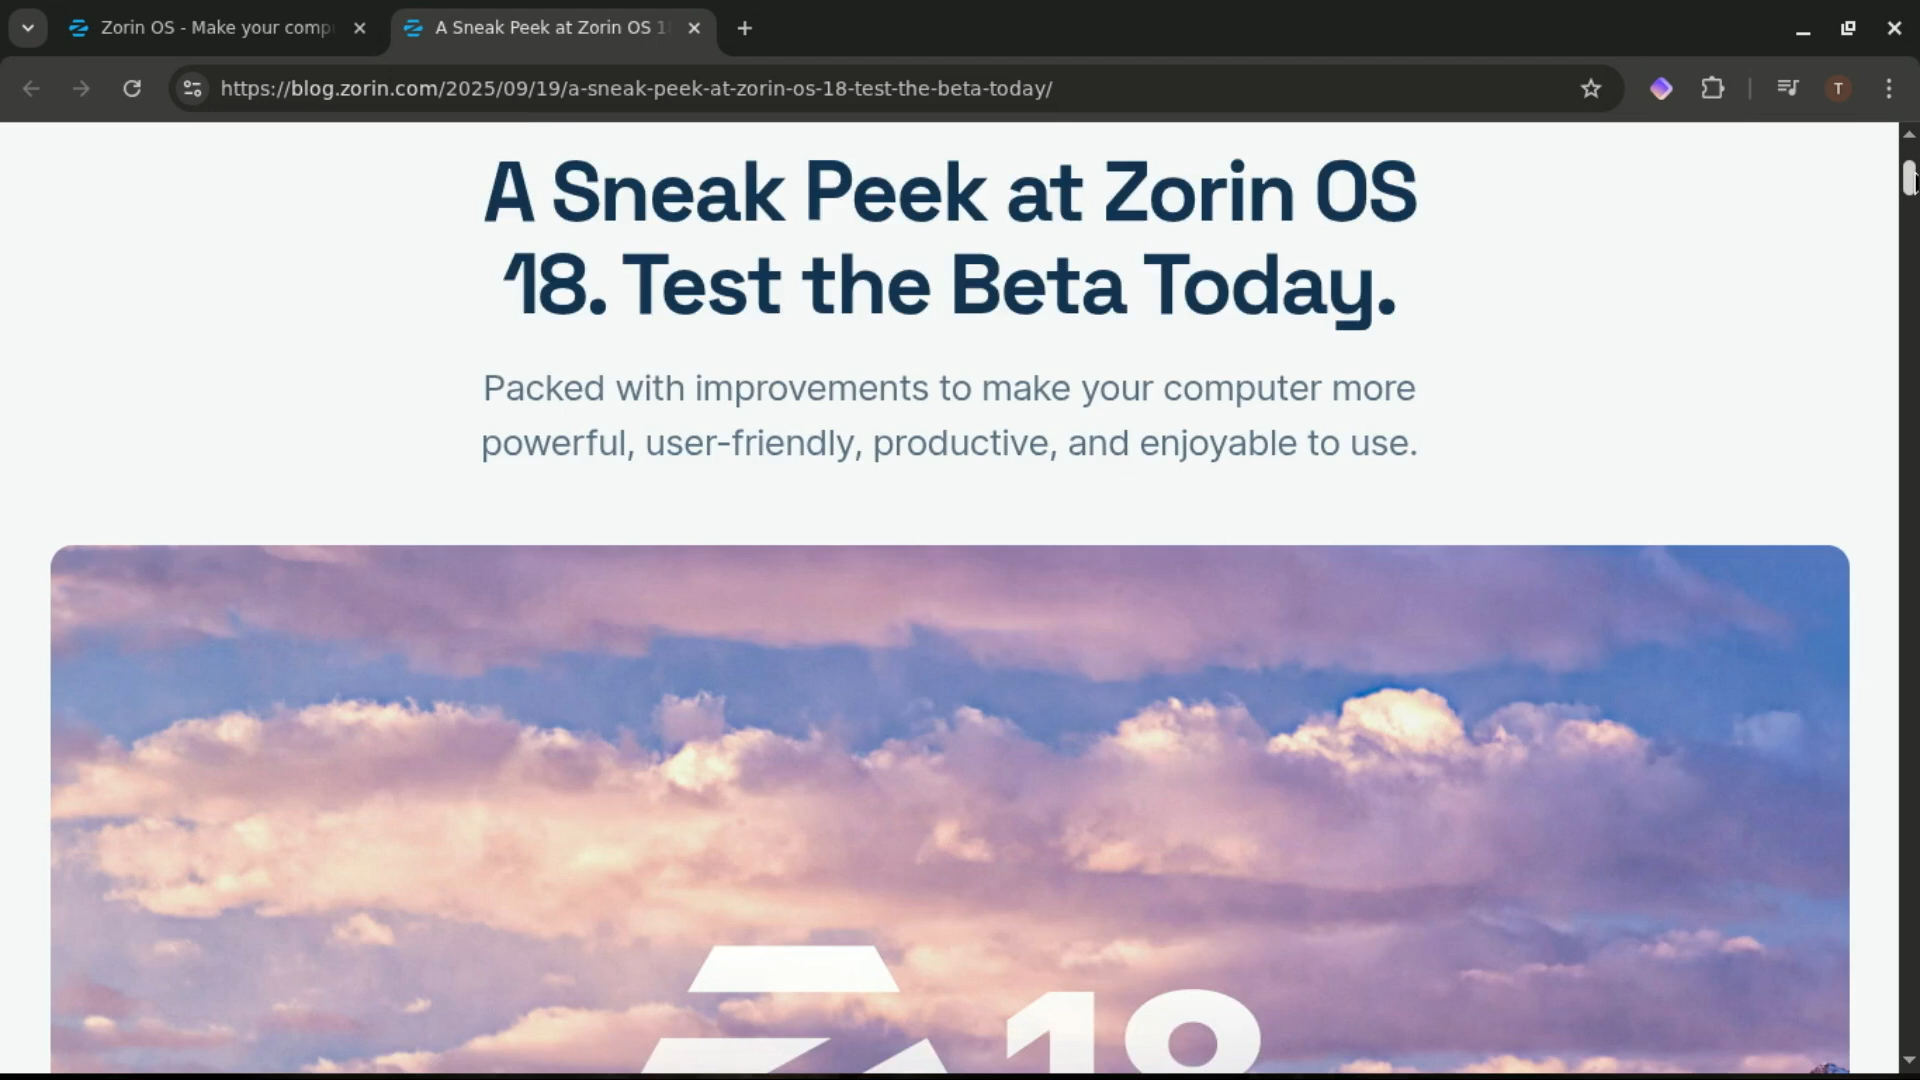 Zorin OS - Make your comp
A Sneak Peek at Zorin OS 1
https://blog.zorin.com/2025/09/19/a-sneak-peek-at-zorin-os-18-test-the-beta-today/
T
A Sneak Peek at Zorin OS
18. Test the Beta Today.
Packed with improvements to make your computer more
powerful, user-friendly, productive, and enjoyable to use.
18